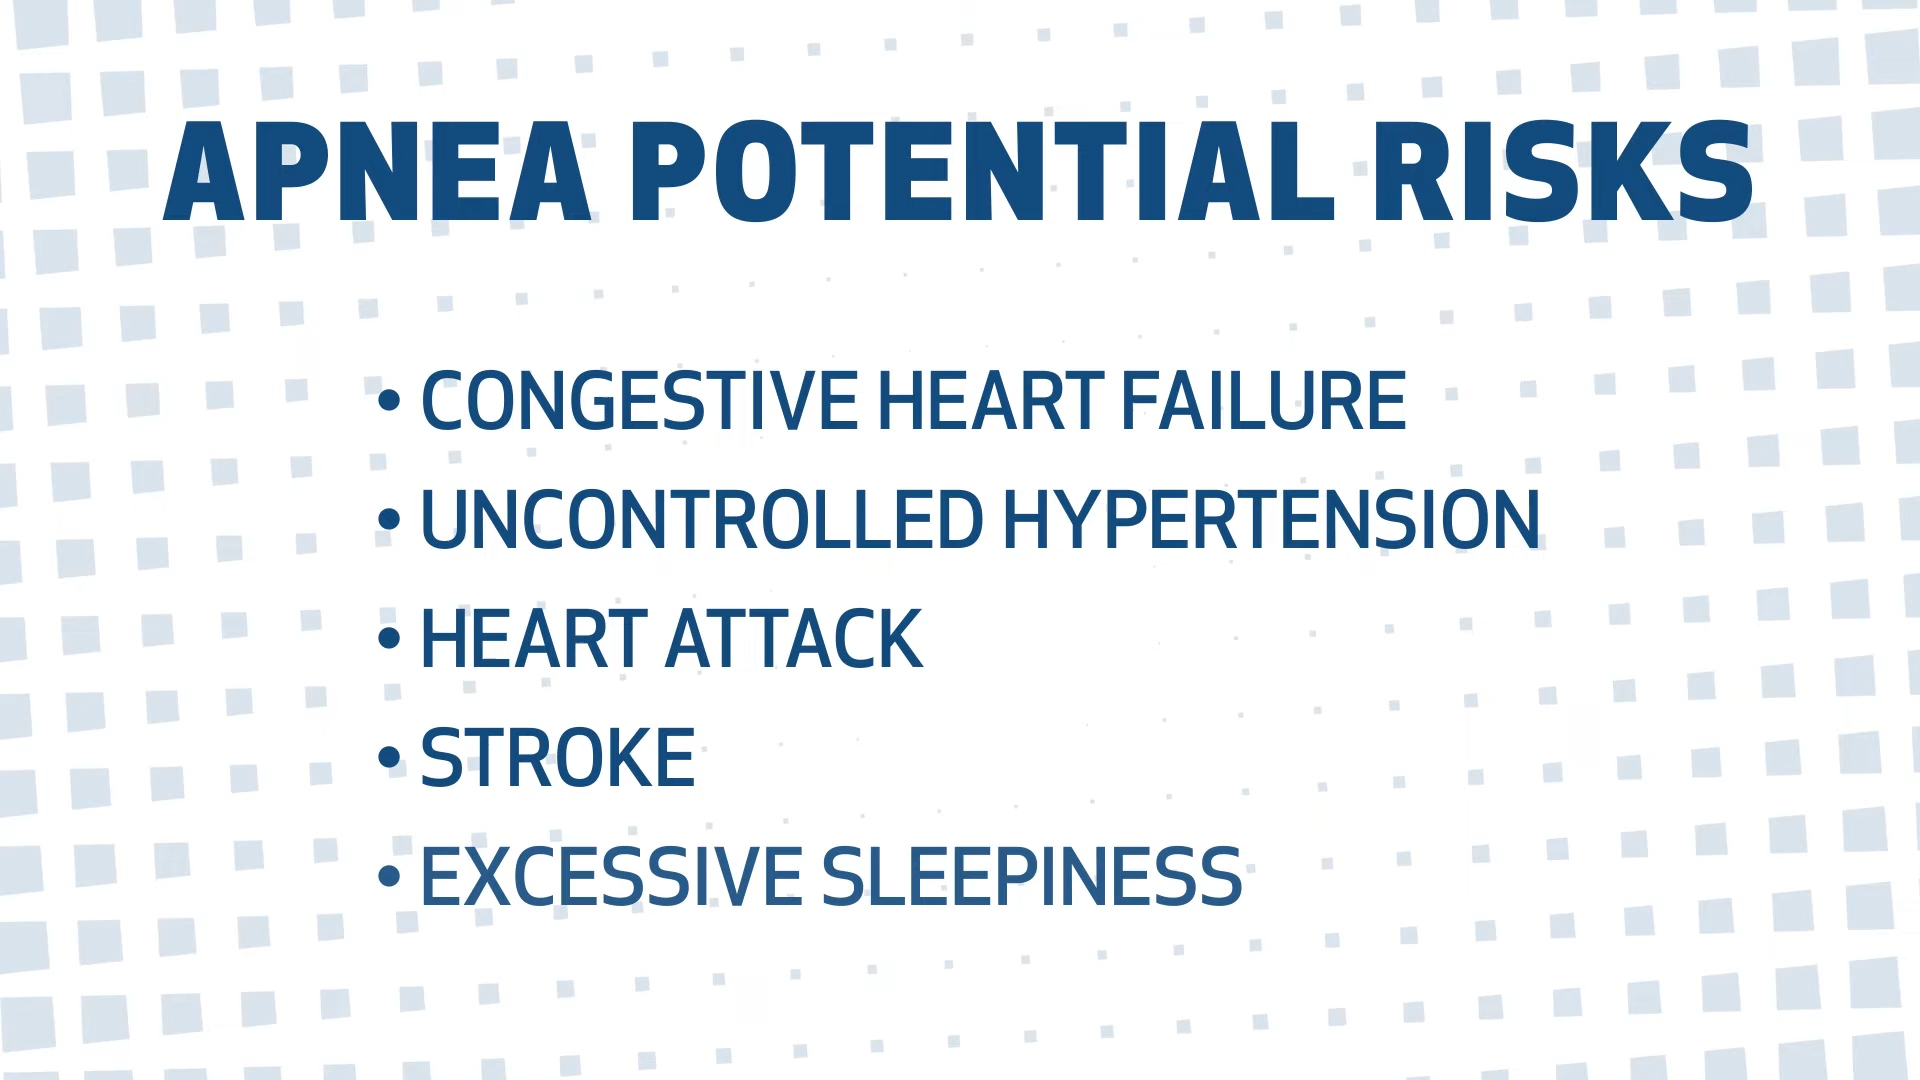 APNEA POTENTIAL RISKS
• CONGESTIVE HEART FAILURE
• UNCONTROLLED HYPERTENSION
• HEART ATTACK
• STROKE
• EXCESSIVE SLEEPINESS